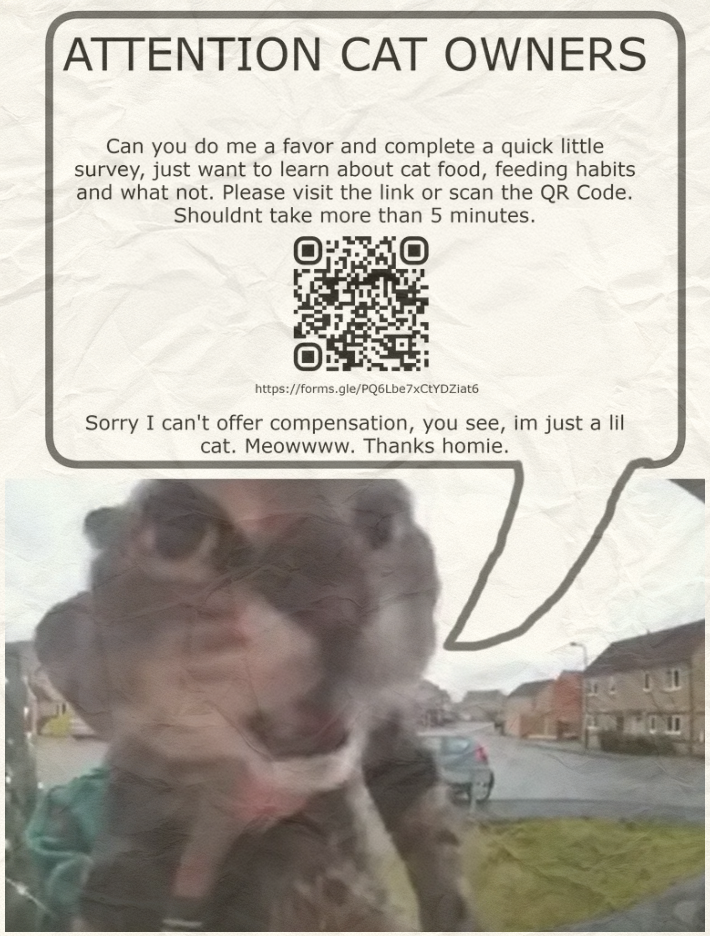 ATTENTION CAT OWNERS
Can you do me a favor and complete a quick little
survey, just want to learn about cat food, feeding habits
and what not. Please visit the link or scan the QR Code.
Shouldnt take more than 5 minutes.
https://forms.gle/PQ6Lbe7xCtYDZiat6
Sorry I can't offer compensation, you see, im just a lil
cat. Meowwww. Thanks homie.